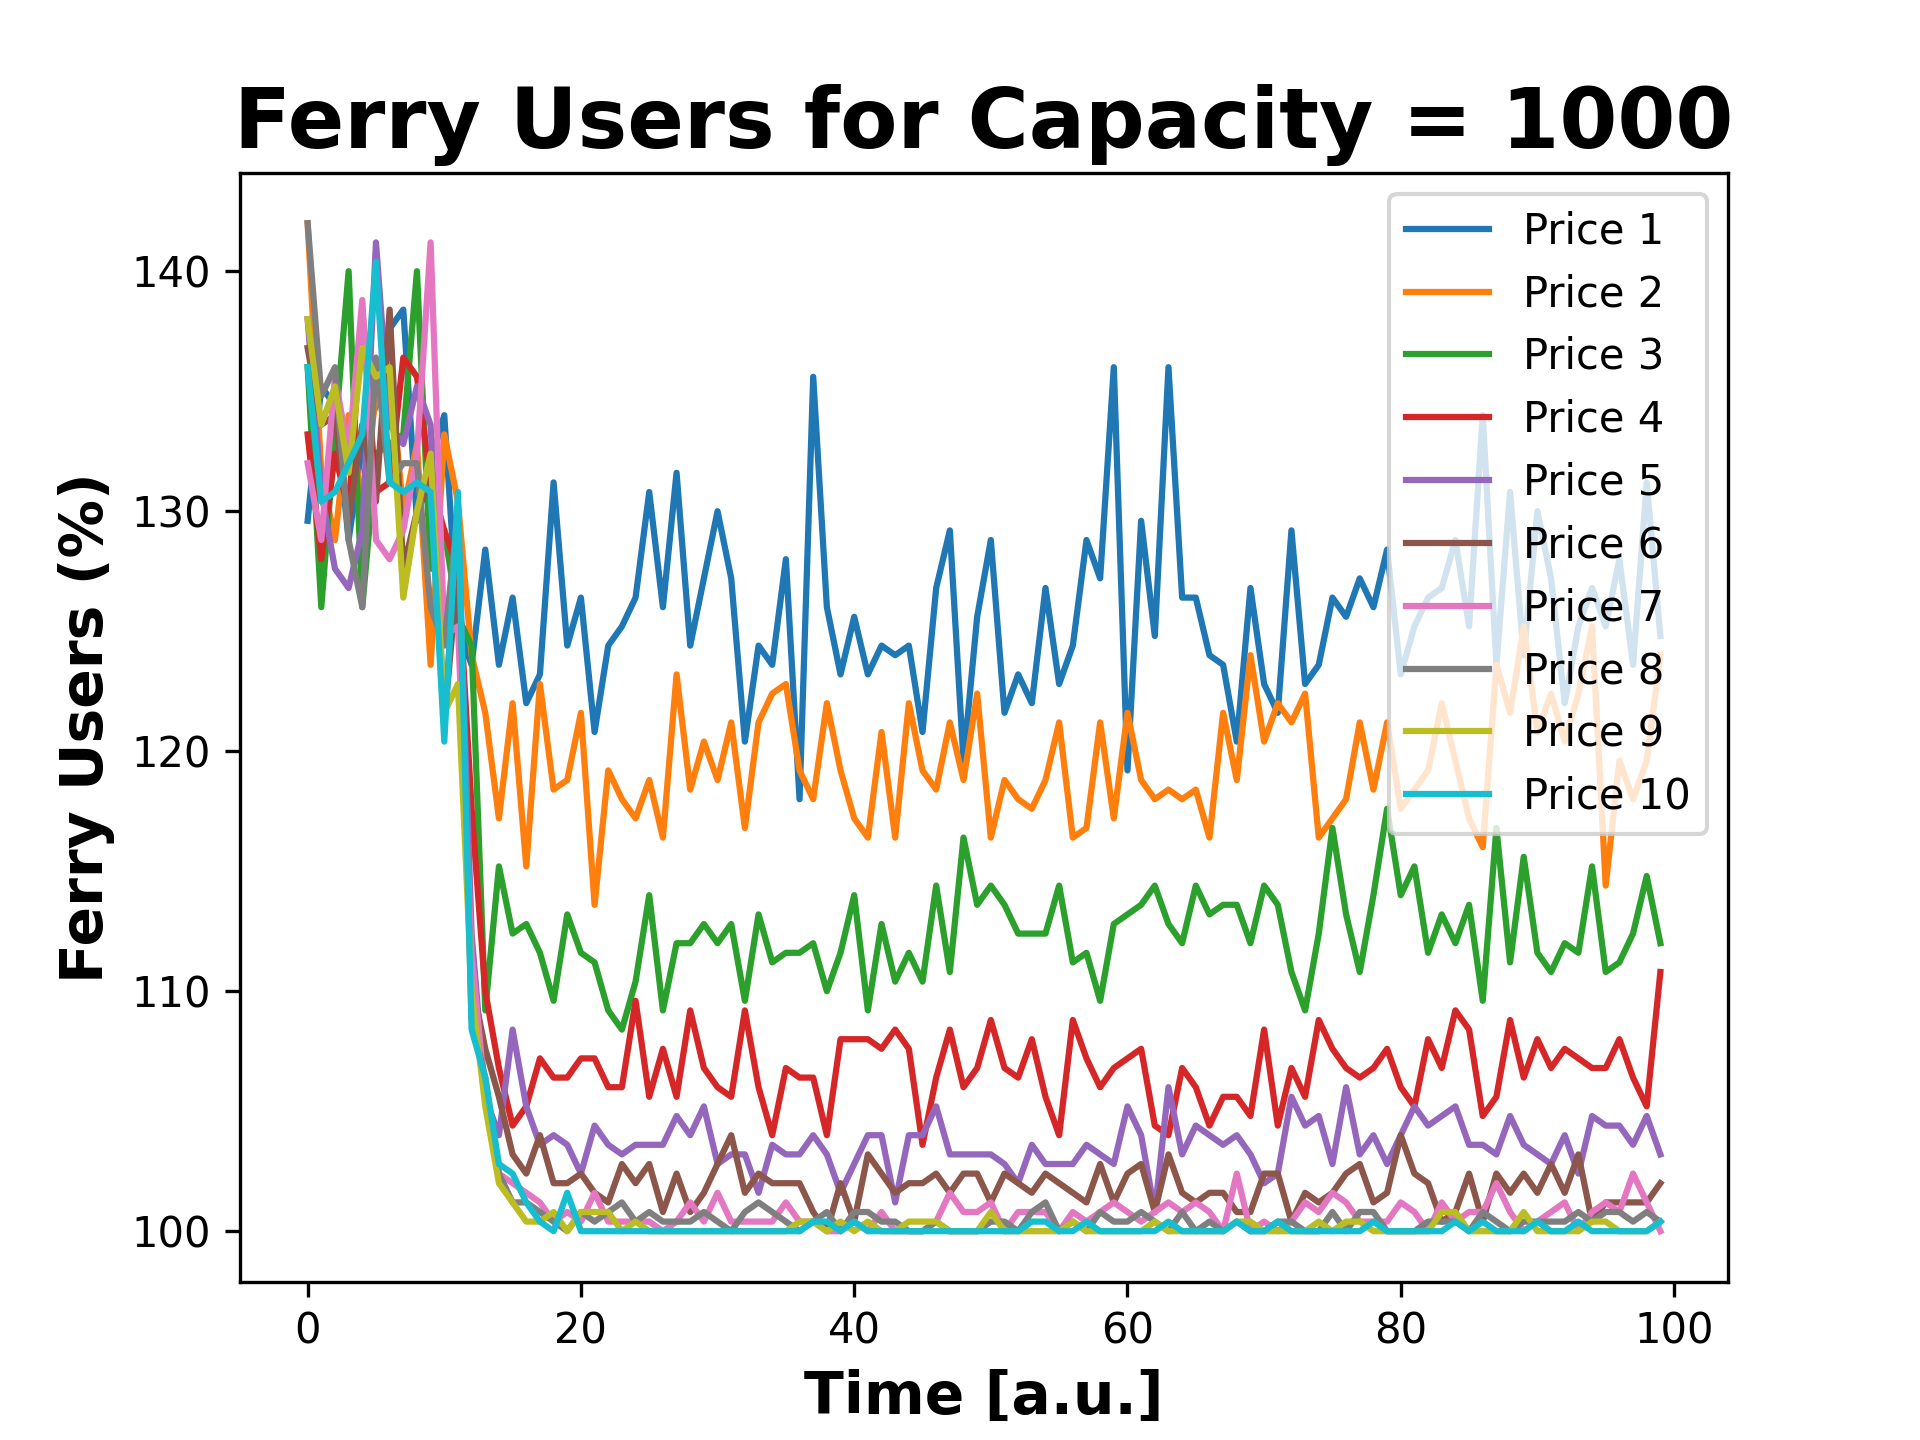 Ferry Users for Capacity = 1000
Price 1
Price 2
Price 3
Price 4
Price 5
Price 6
Price 7
Price 8
Price 9
Price 10
Ferry Users (%)
140
130
120
110
100
0 20 40 60 80 100
Time [a.u.]